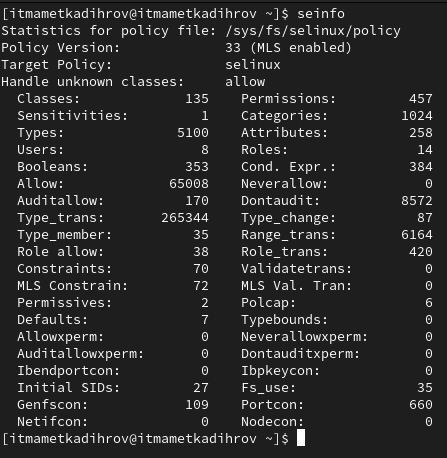 [itmametkadihrov@itmametkadihrov ~]$ seinfo
Statistics for policy file: /sys/fs/selinux/policy
Policy Version:             33 (MLS enabled)
Target Policy:              selinux
Handle unknown classes:     allow
  Classes:             135    Permissions:         457
  Sensitivities:         1    Categories:         1024
  Types:              5100    Attributes:          258
  Users:                 8    Roles:                14
  Booleans:            353    Cond. Expr.:         384
  Allow:             65008    Neverallow:            0
  Auditallow:          170    Dontaudit:          8572
  Type_trans:       265344    Type_change:          87
  Type_member:          35    Range_trans:        6164
  Role allow:           38    Role_trans:          420
  Constraints:          70    Validatetrans:         0
  MLS Constrain:        72    MLS Val. Tran:         0
  Permissives:           2    Polcap:                6
  Defaults:              7    Typebounds:            0
  Allowxperm:            0    Neverallowxperm:       0
  Auditallowxperm:       0    Dontauditxperm:        0
  Ibendportcon:          0    Ibpkeycon:             0
  Initial SIDs:         27    Fs_use:               35
  Genfscon:            109    Portcon:             660
  Netifcon:              0    Nodecon:               0
[itmametkadihrov@itmametkadihrov ~]$